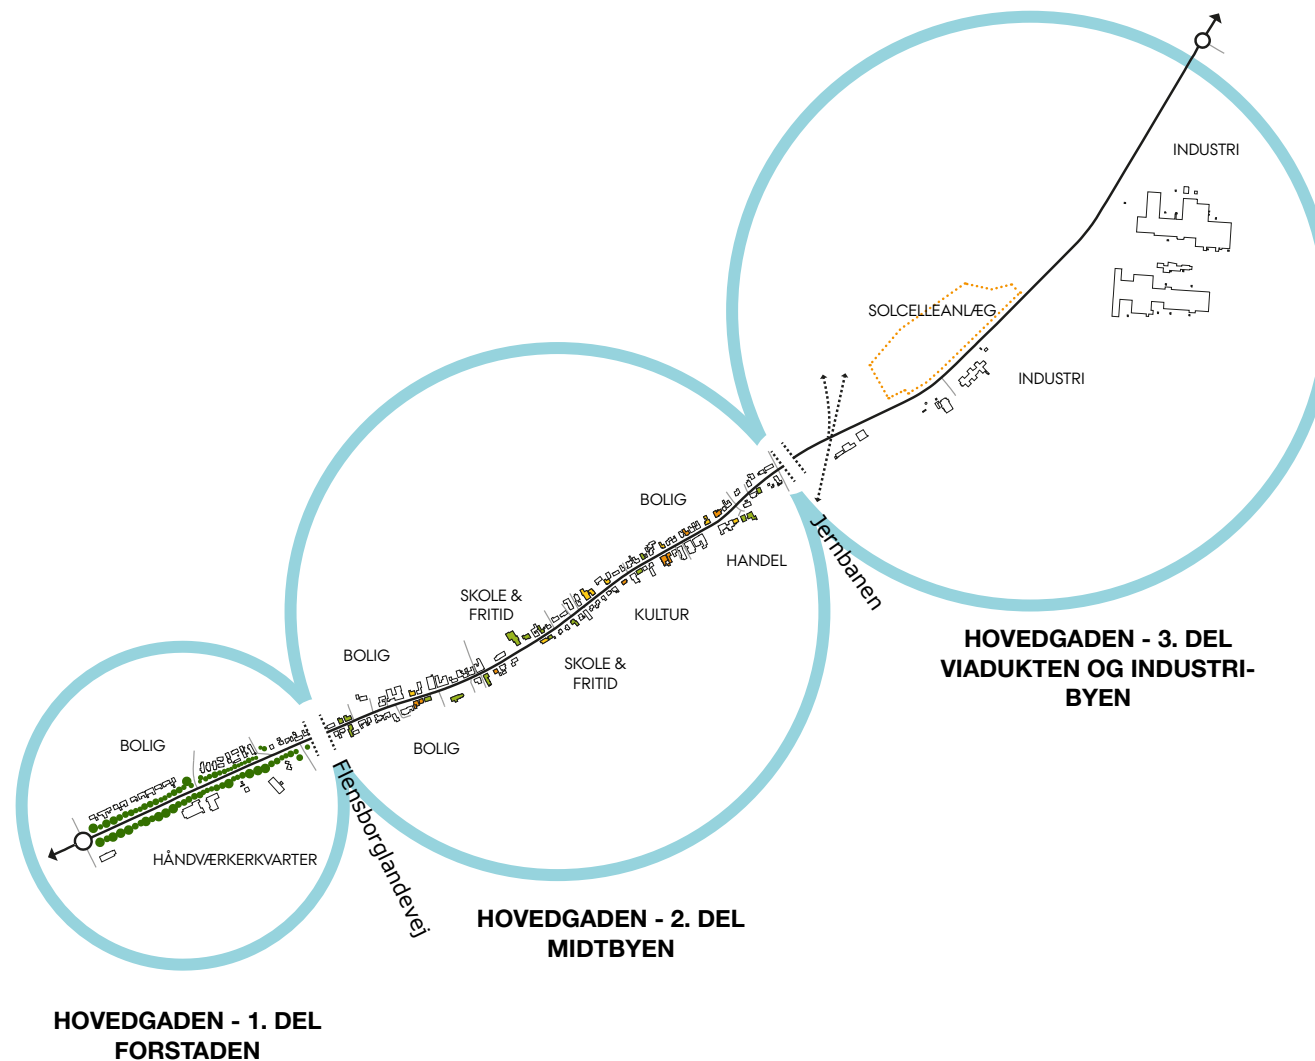 INDUSTRI
SOLCELLEANLÆG
INDUSTRI
BOLIG
HANDEL
Jernbanen
SKOLE &
FRITID
KULTUR
HOVEDGADEN - 3. DEL
VIADUKTEN OG INDUSTRI-
BYEN
BOLIG
SKOLE &
FRITID
BOLIG
BOLIG
Flensborglandevej
HÅNDVÆRKERKVARTER
HOVEDGADEN - 2. DEL
MIDTBYEN
HOVEDGADEN - 1. DEL
FORSTADEN